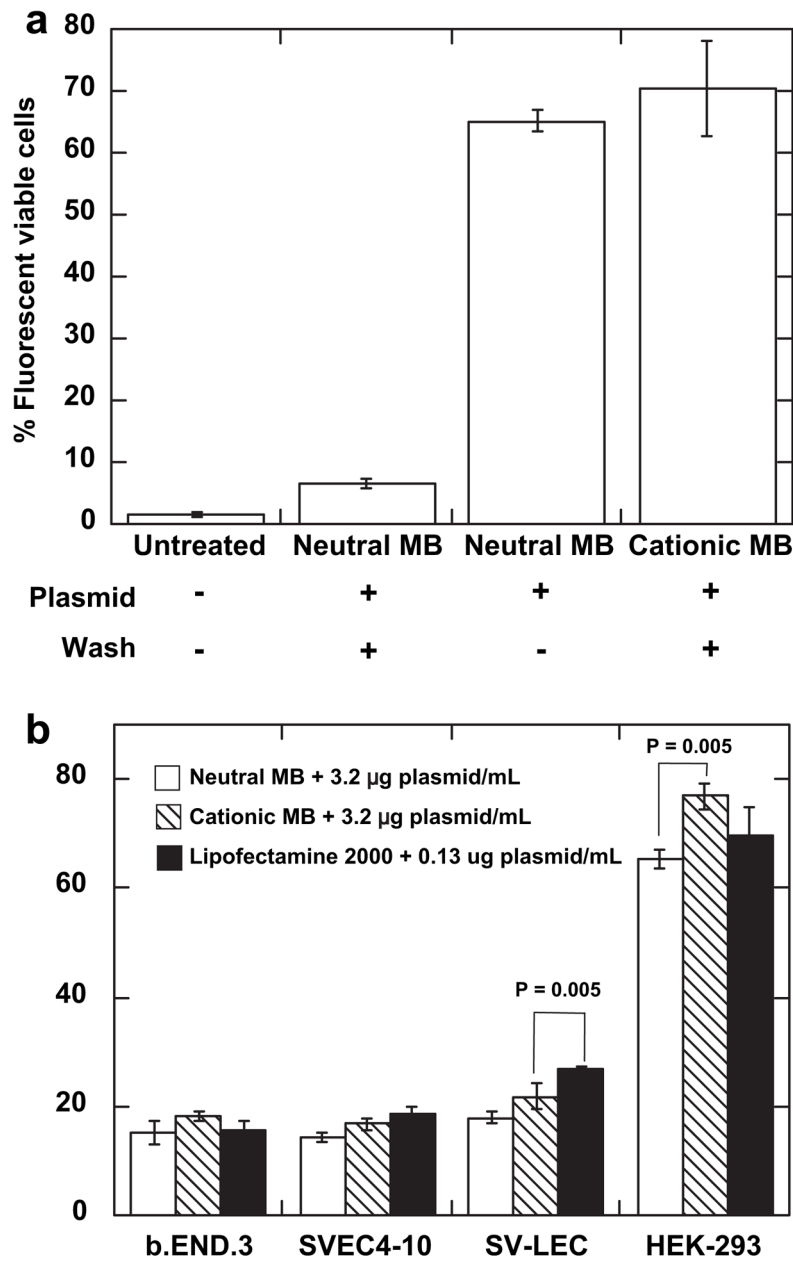 a
% Fluorescent viable cells
80
70
60
50
40
30
20
10
0
Untreated Neutral MB Neutral MB Cationic MB
Plasmid - + + +
Wash - + - +
b
80
60
40
20
0
Neutral MB + 3.2 µg plasmid/mL
Cationic MB + 3.2 µg plasmid/mL
Lipofectamine 2000 + 0.13 ug plasmid/mL
P = 0.005
P = 0.005
b.END.3 SVEC4-10 SV-LEC HEK-293